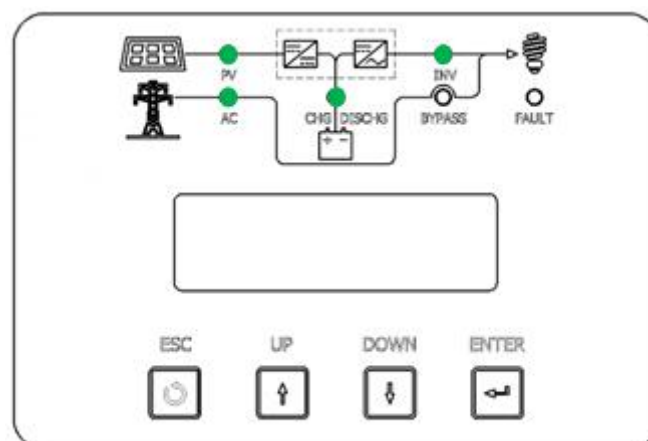 PV INV
AC CHG DISCHG BYPASS FAULT
+ -
ESC UP DOWN ENTER